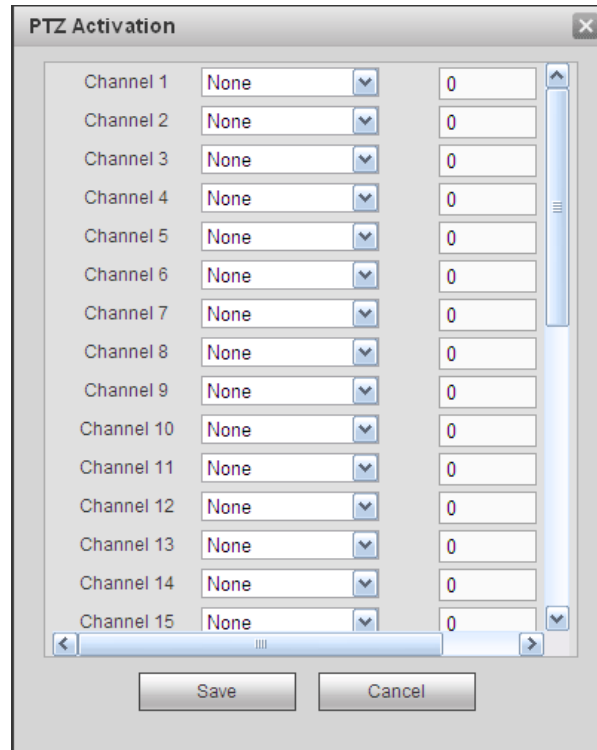 PTZ Activation
Channel 1 None 0
Channel 2 None 0
Channel 3 None 0
Channel 4 None 0
Channel 5 None 0
Channel 6 None 0
Channel 7 None 0
Channel 8 None 0
Channel 9 None 0
Channel 10 None 0
Channel 11 None 0
Channel 12 None 0
Channel 13 None 0
Channel 14 None 0
Channel 15 None 0
Save Cancel